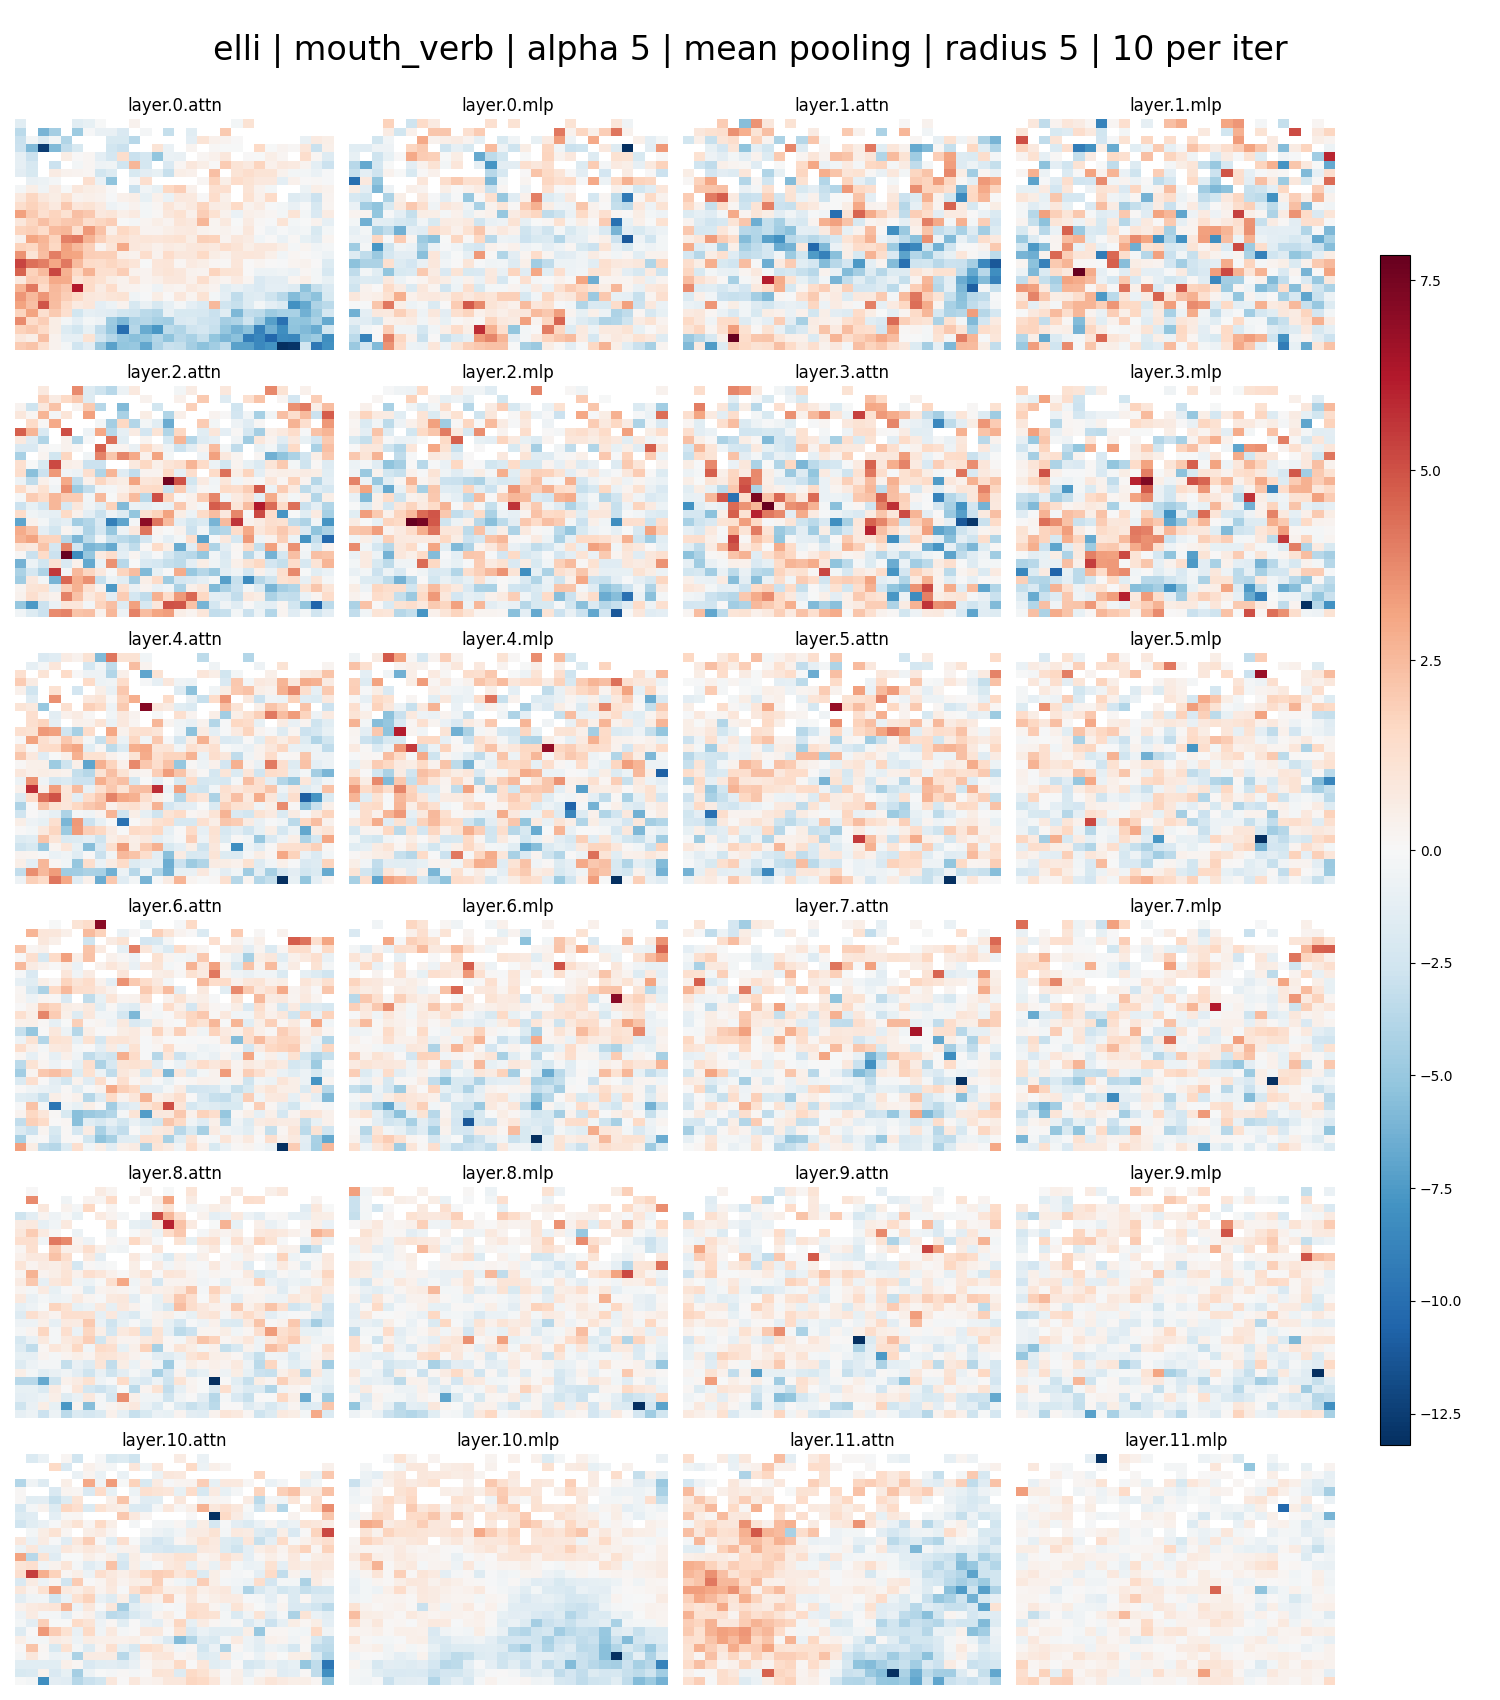 elli | mouth_verb | alpha 5 | mean pooling | radius 5 | 10 per iter
layer.0.attn layer.0.mlp layer.1.attn layer.1.mlp
layer.2.attn layer.2.mlp layer.3.attn layer.3.mlp
layer.4.attn layer.4.mlp layer.5.attn layer.5.mlp
layer.6.attn layer.6.mlp layer.7.attn layer.7.mlp
layer.8.attn layer.8.mlp layer.9.attn layer.9.mlp
layer.10.attn layer.10.mlp layer.11.attn layer.11.mlp
7.5
5.0
2.5
0.0
−2.5
−5.0
−7.5
−10.0
−12.5